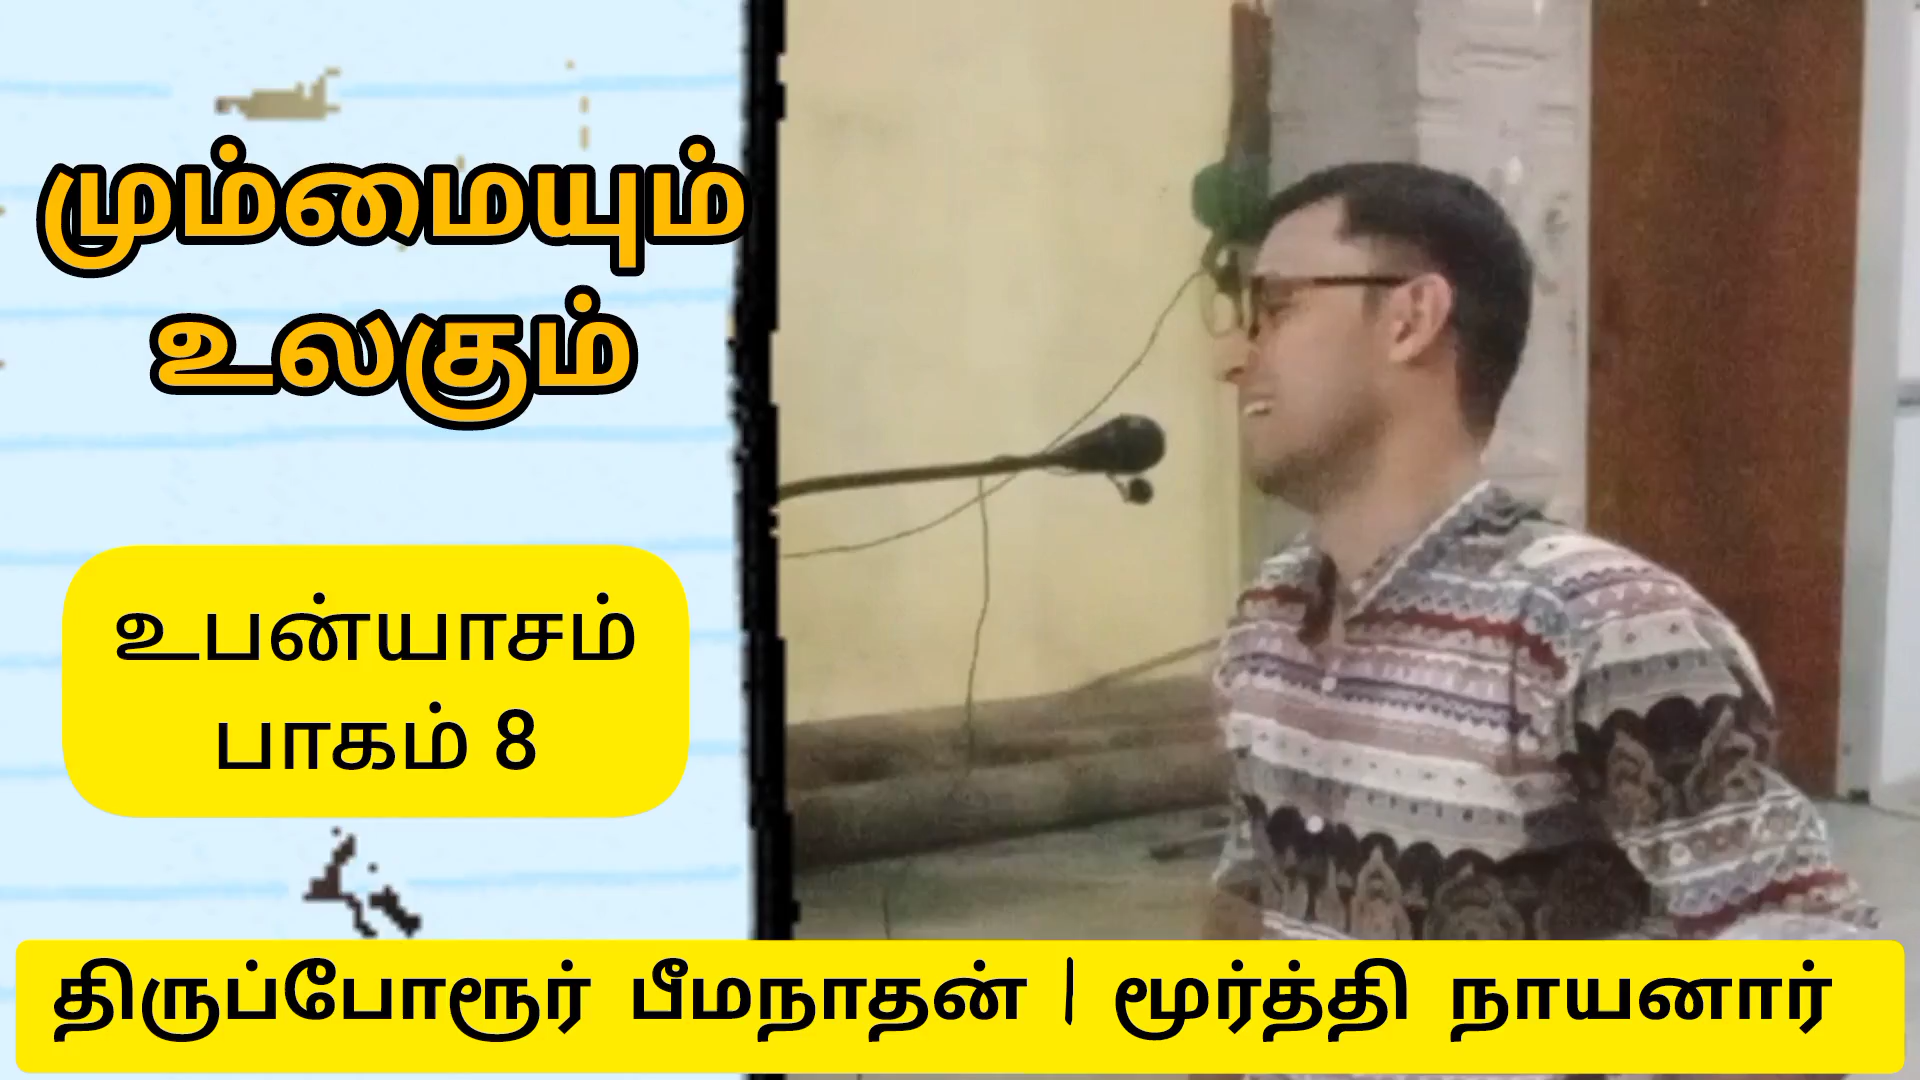 மும்மையும்
உலகும்
உபன்யாசம்
பாகம் 8
திருப்போரூர் பீமநாதன் | மூர்த்தி நாயனார்